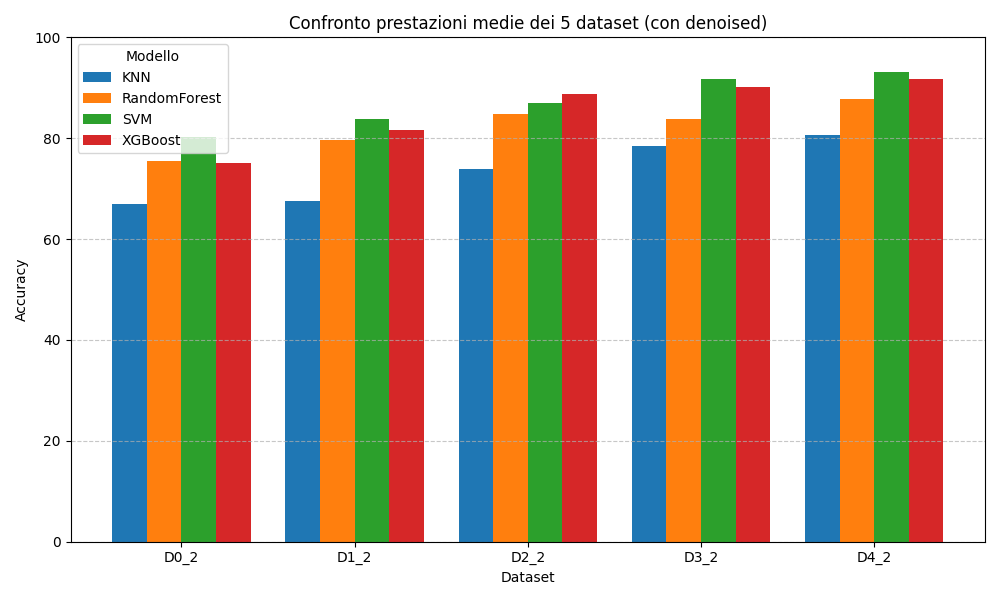 Confronto prestazioni medie dei 5 dataset (con denoised)
Modello
KNN
RandomForest
SVM
XGBoost
Accuracy
100
80
60
40
20
0
D0_2
D1_2
D2_2
D3_2
D4_2
Dataset